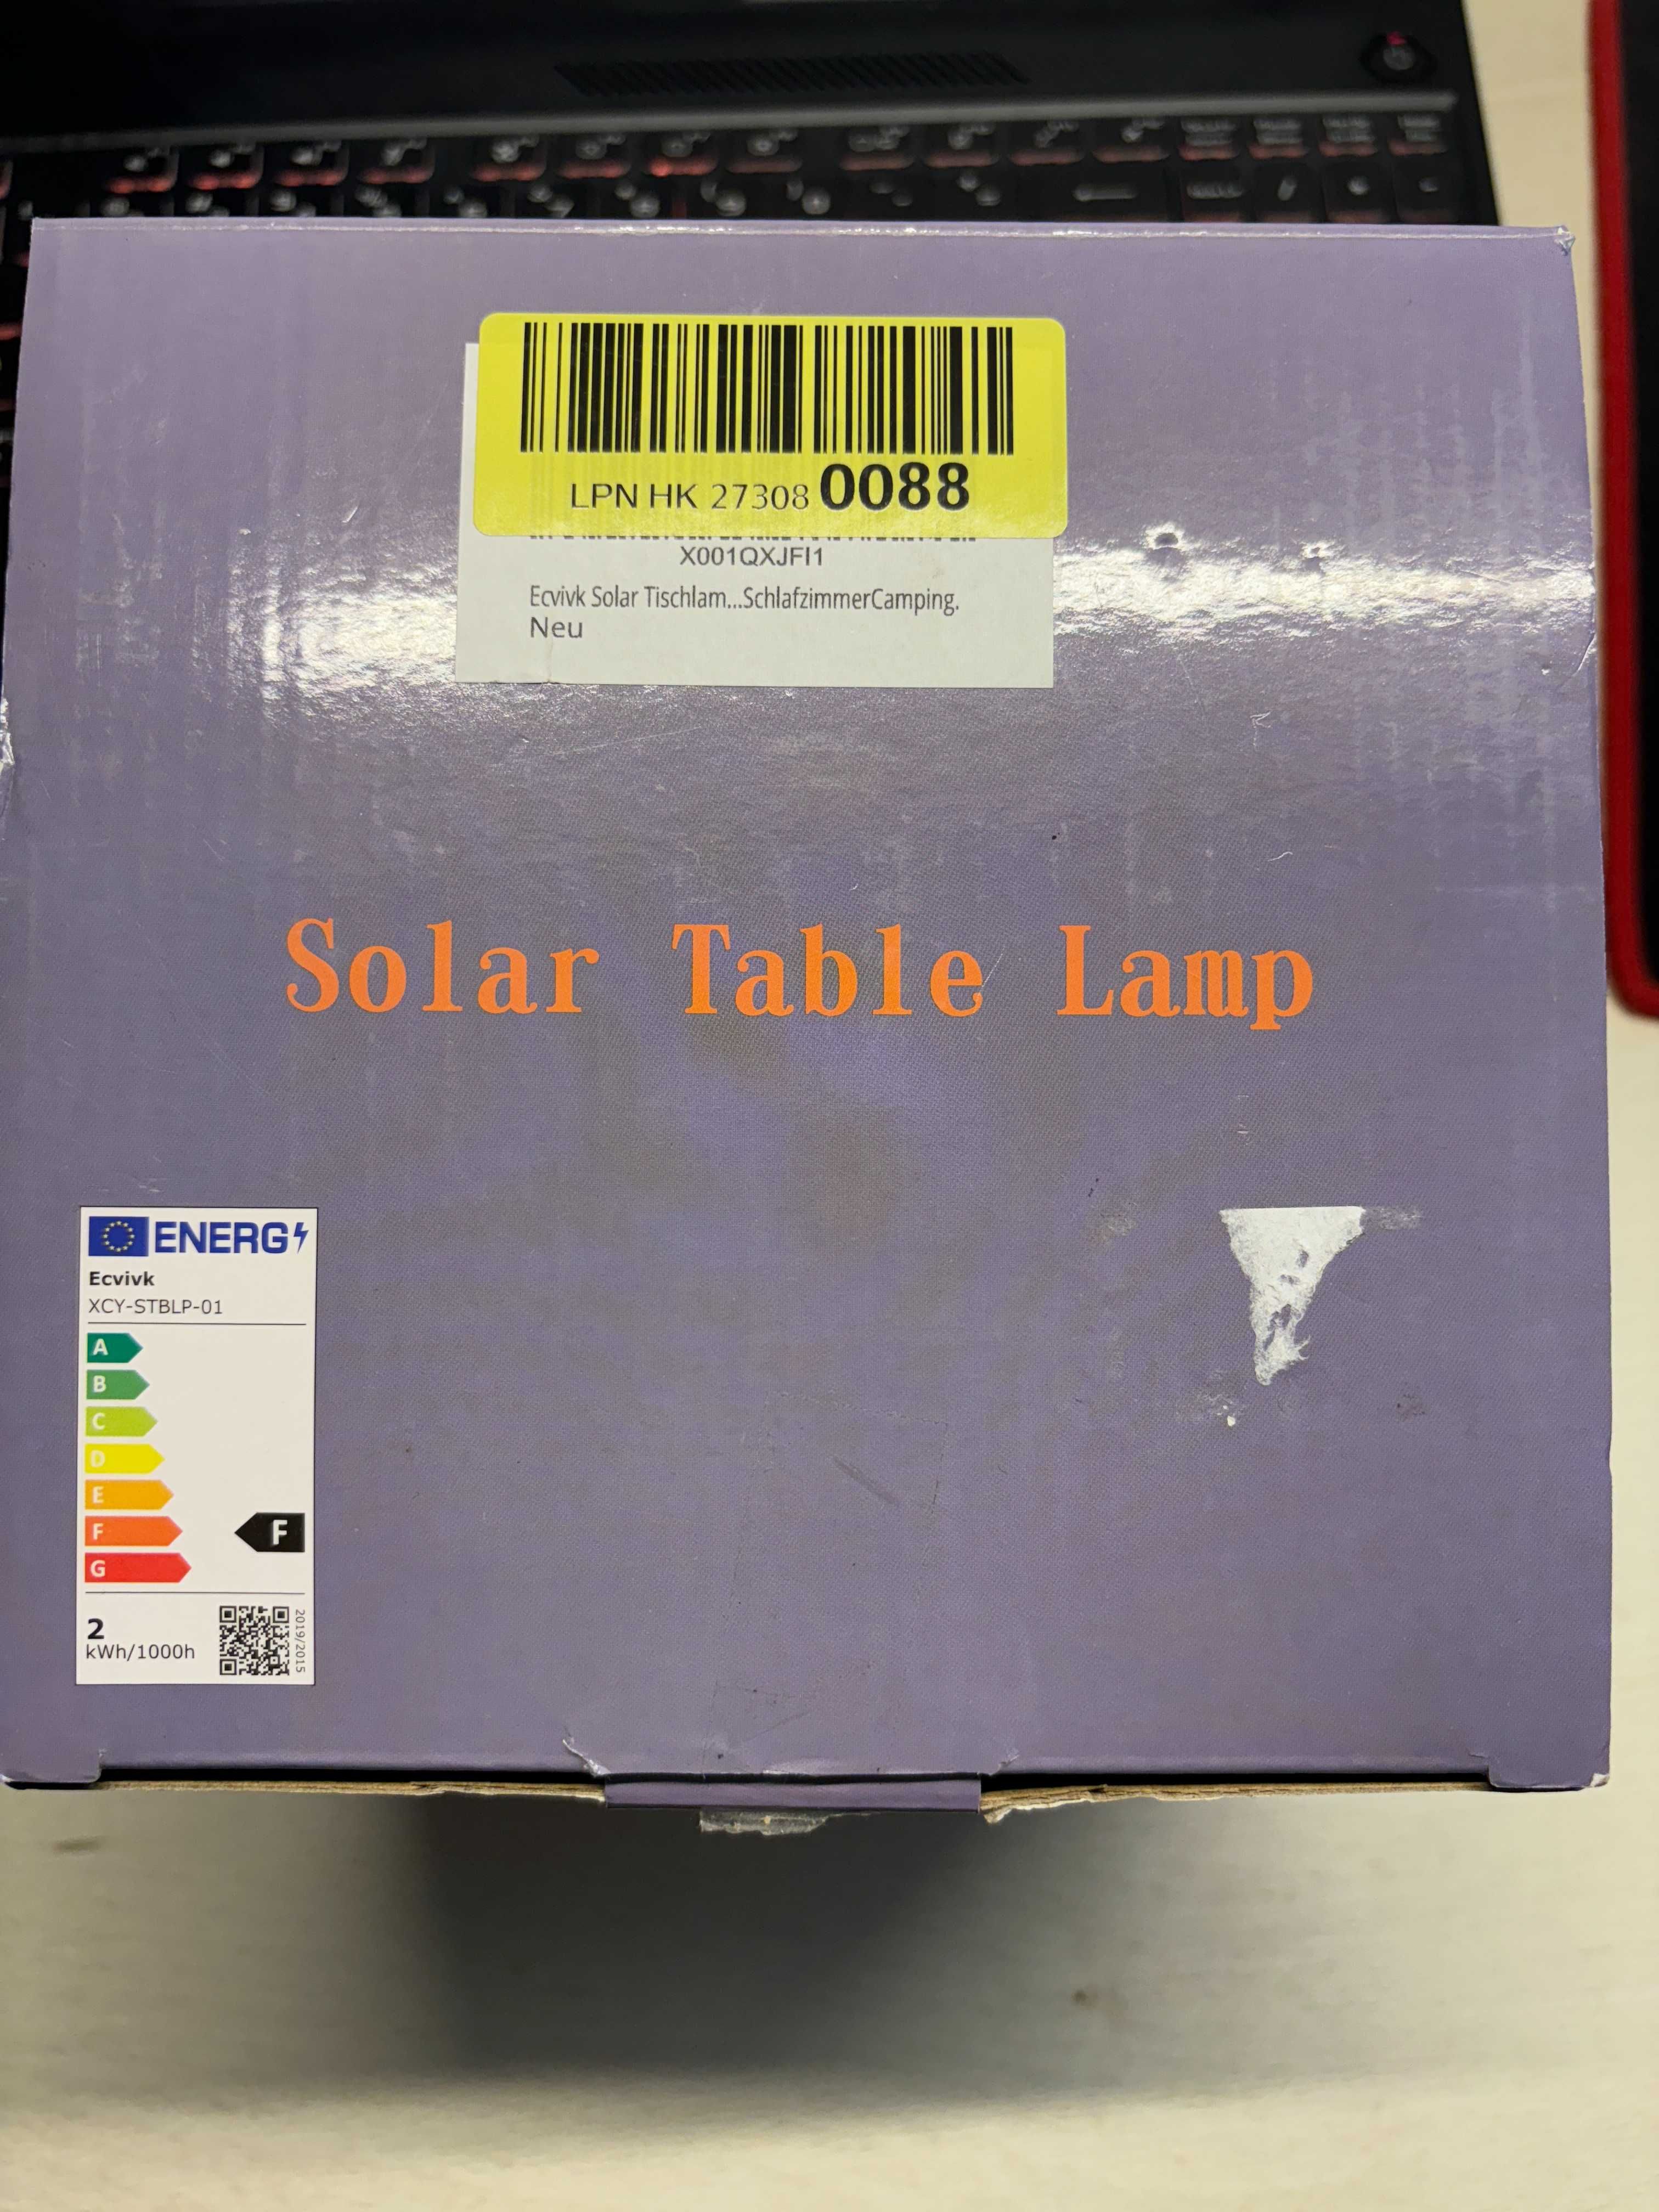 LPN HK 27308 0088
X001QXJFI1
Ecvivk Solar Tischlam...SchlafzimmerCamping.
Neu
Solar Table Lamp
ENERG
Ecvivk
XCY-STBLP-01
A
B
C
D
E
F
F
G
2
kWh/1000h
2019/2015